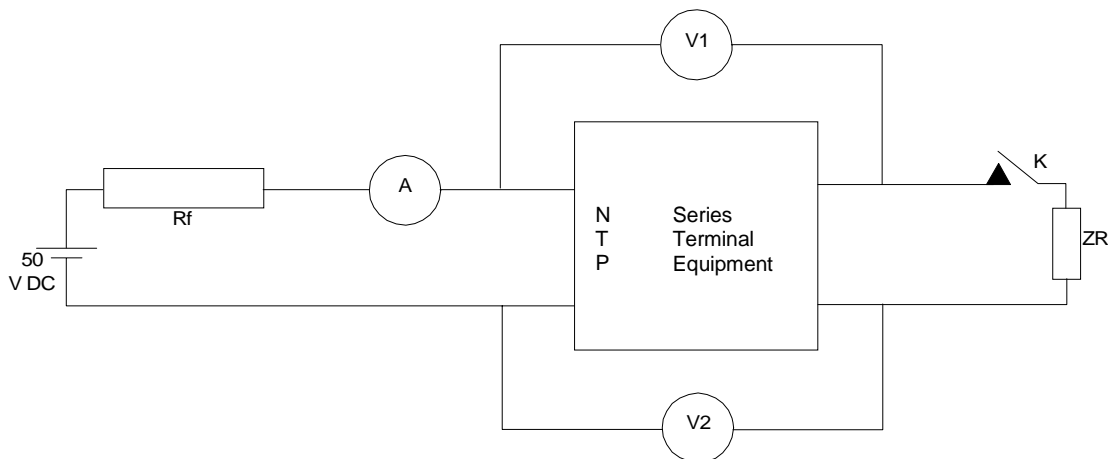 V1
A
K
Rf
N Series
T Terminal
P Equipment
ZR
50
V DC
V2